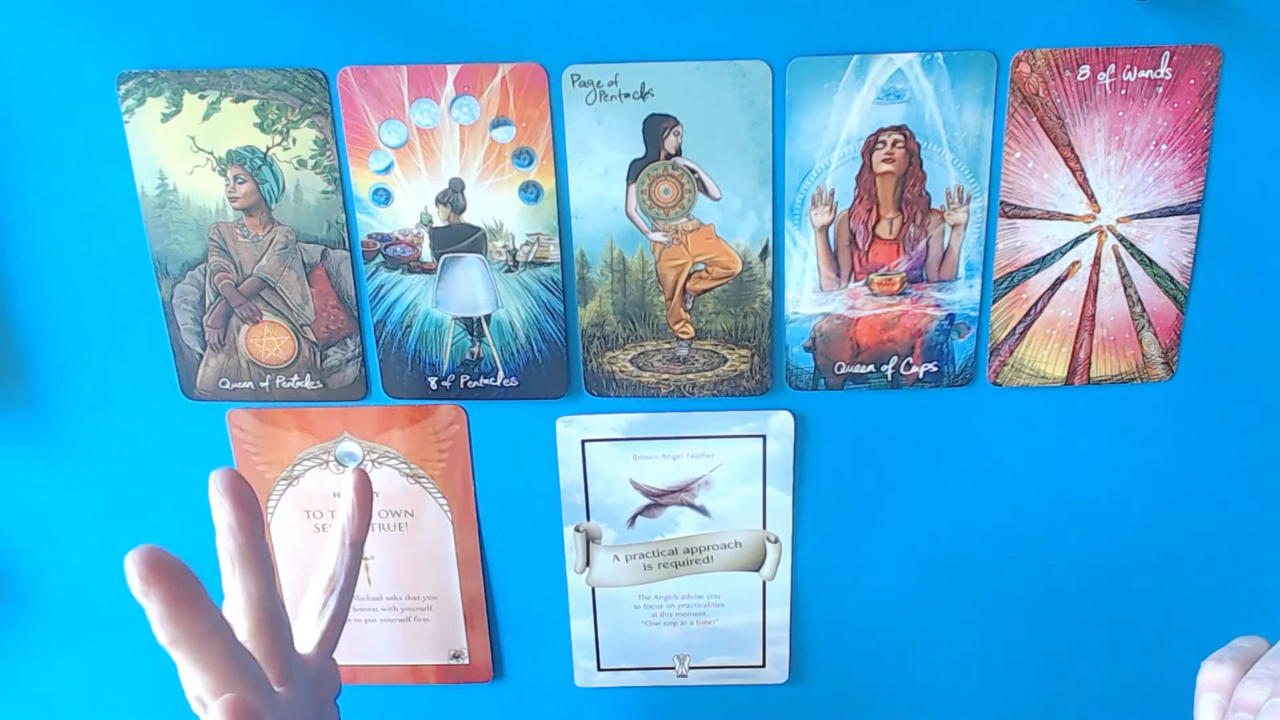 Queen of Pentacles
8 of Pentacles
Page of
Pentacles
Queen of Cups
8 of Wands
TO OWN
TRUE!
Michael asks that you
honest with yourself.
to put yourself first.
Brown Angel Feather
A practical approach
is required!
The Angels advise you
to focus on practicalities
at this moment.
"One step at a time!"